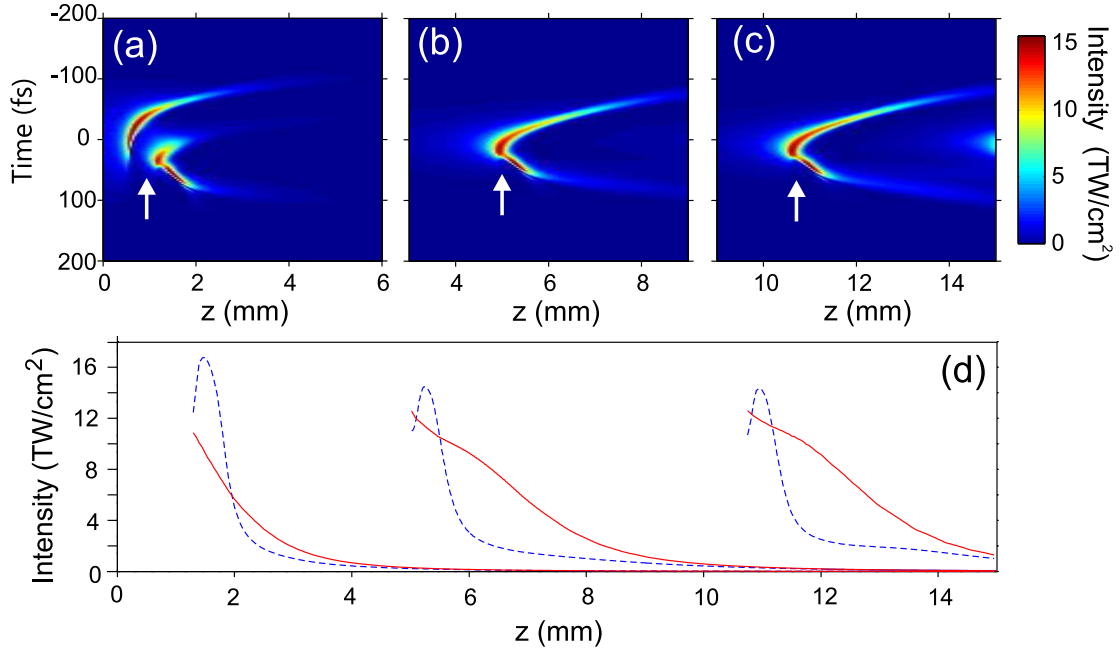 (a)
(b)
(c)
-200
-100
0
100
200
Time (fs)
0 2 4 6
z (mm)
4 6 8
z (mm)
10 12 14
z (mm)
15
10
5
0
Intensity (TW/cm²)
(d)
16
12
8
4
0
Intensity (TW/cm²)
0 2 4 6 8 10 12 14
z (mm)